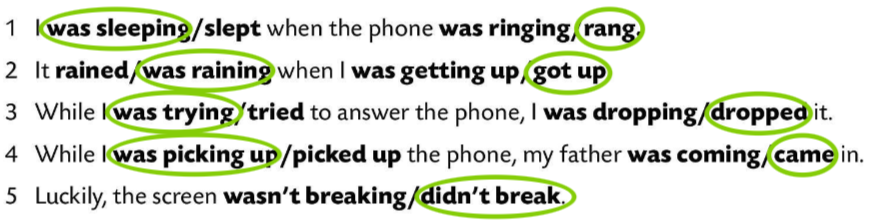 1 I was sleeping/slept when the phone was ringing/rang.
2 It rained/was raining when I was getting up/got up
3 While I was trying/tried to answer the phone, I was dropping/dropped it.
4 While I was picking up/picked up the phone, my father was coming/came in.
5 Luckily, the screen wasn't breaking/didn't break.